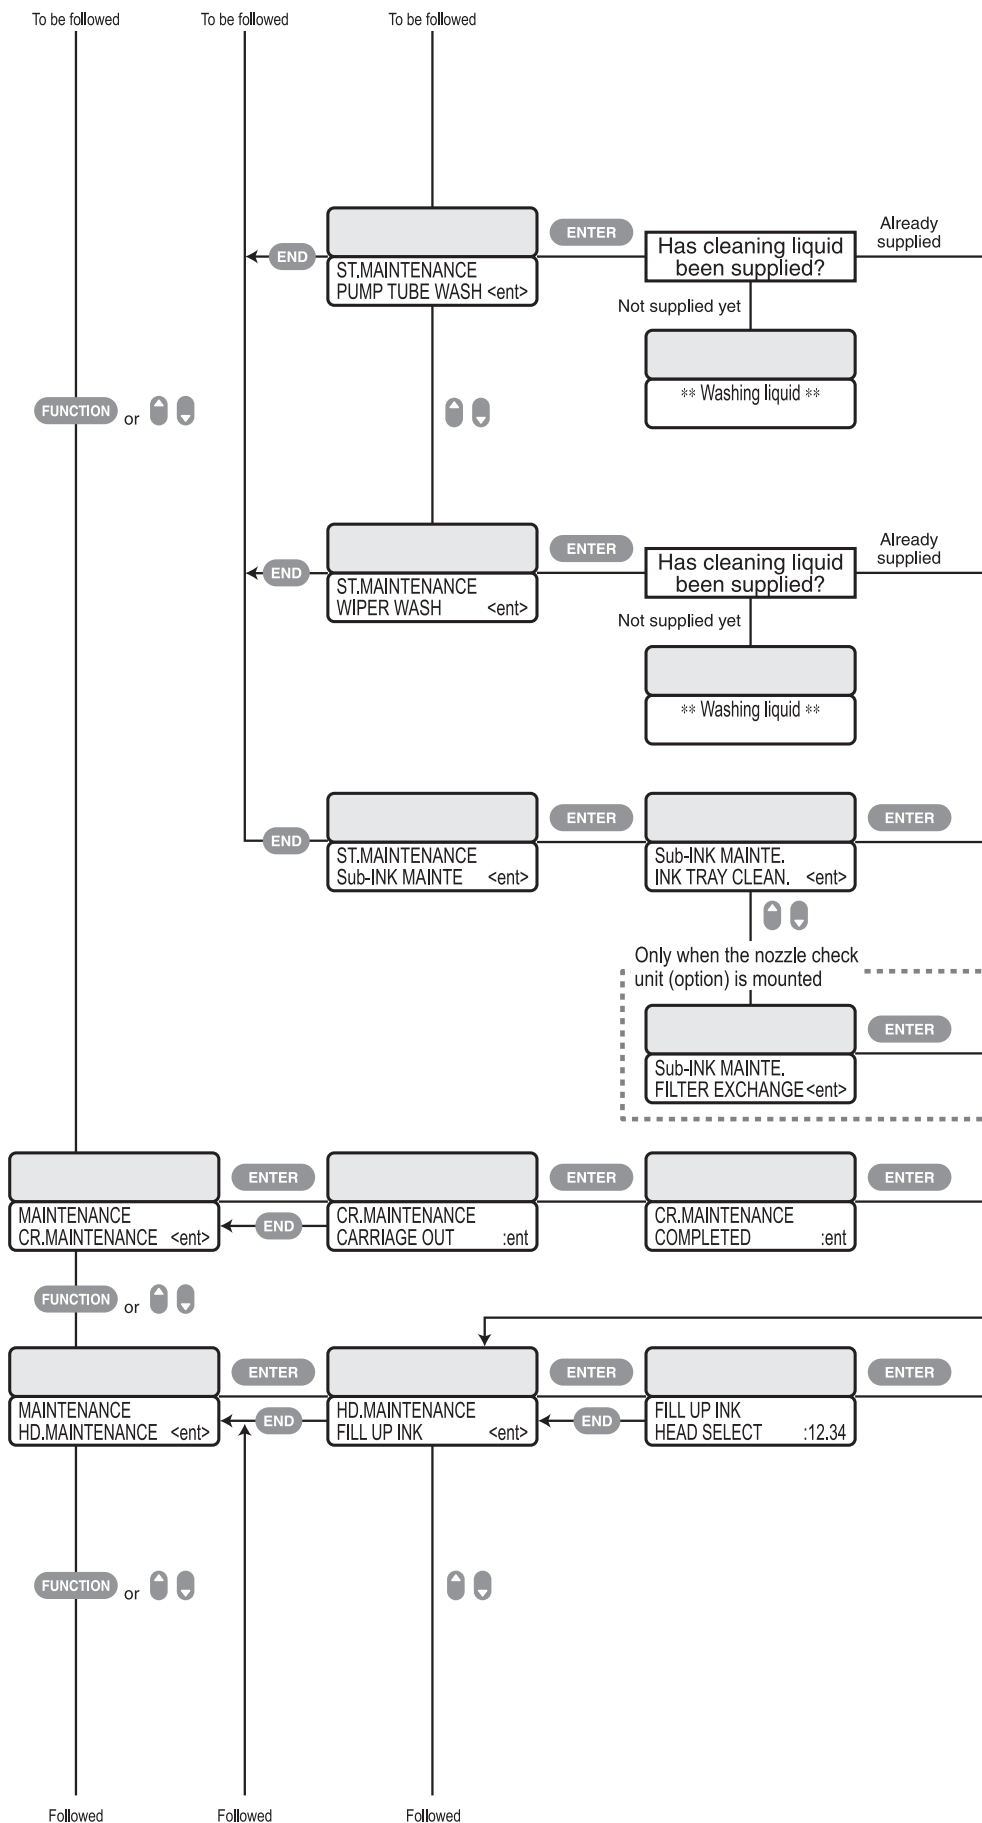 To be followed
To be followed
To be followed
ENTER
Already
supplied
END
Has cleaning liquid
been supplied?
ST.MAINTENANCE
PUMP TUBE WASH <ent>
Not supplied yet
** Washing liquid **
FUNCTION or
ENTER
Already
supplied
END
Has cleaning liquid
been supplied?
ST.MAINTENANCE
WIPER WASH <ent>
Not supplied yet
** Washing liquid **
ENTER
ENTER
END
ST.MAINTENANCE
Sub-INK MAINTE <ent>
Sub-INK MAINTE.
INK TRAY CLEAN. <ent>
Only when the nozzle check
unit (option) is mounted
ENTER
Sub-INK MAINTE.
FILTER EXCHANGE <ent>
ENTER
ENTER
ENTER
MAINTENANCE
CR.MAINTENANCE <ent>
END
CR.MAINTENANCE
CARRIAGE OUT :ent
CR.MAINTENANCE
COMPLETED :ent
FUNCTION or
ENTER
ENTER
ENTER
MAINTENANCE
HD.MAINTENANCE <ent>
END
HD.MAINTENANCE
FILL UP INK <ent>
END
FILL UP INK
HEAD SELECT :12.34
FUNCTION or
Followed
Followed
Followed